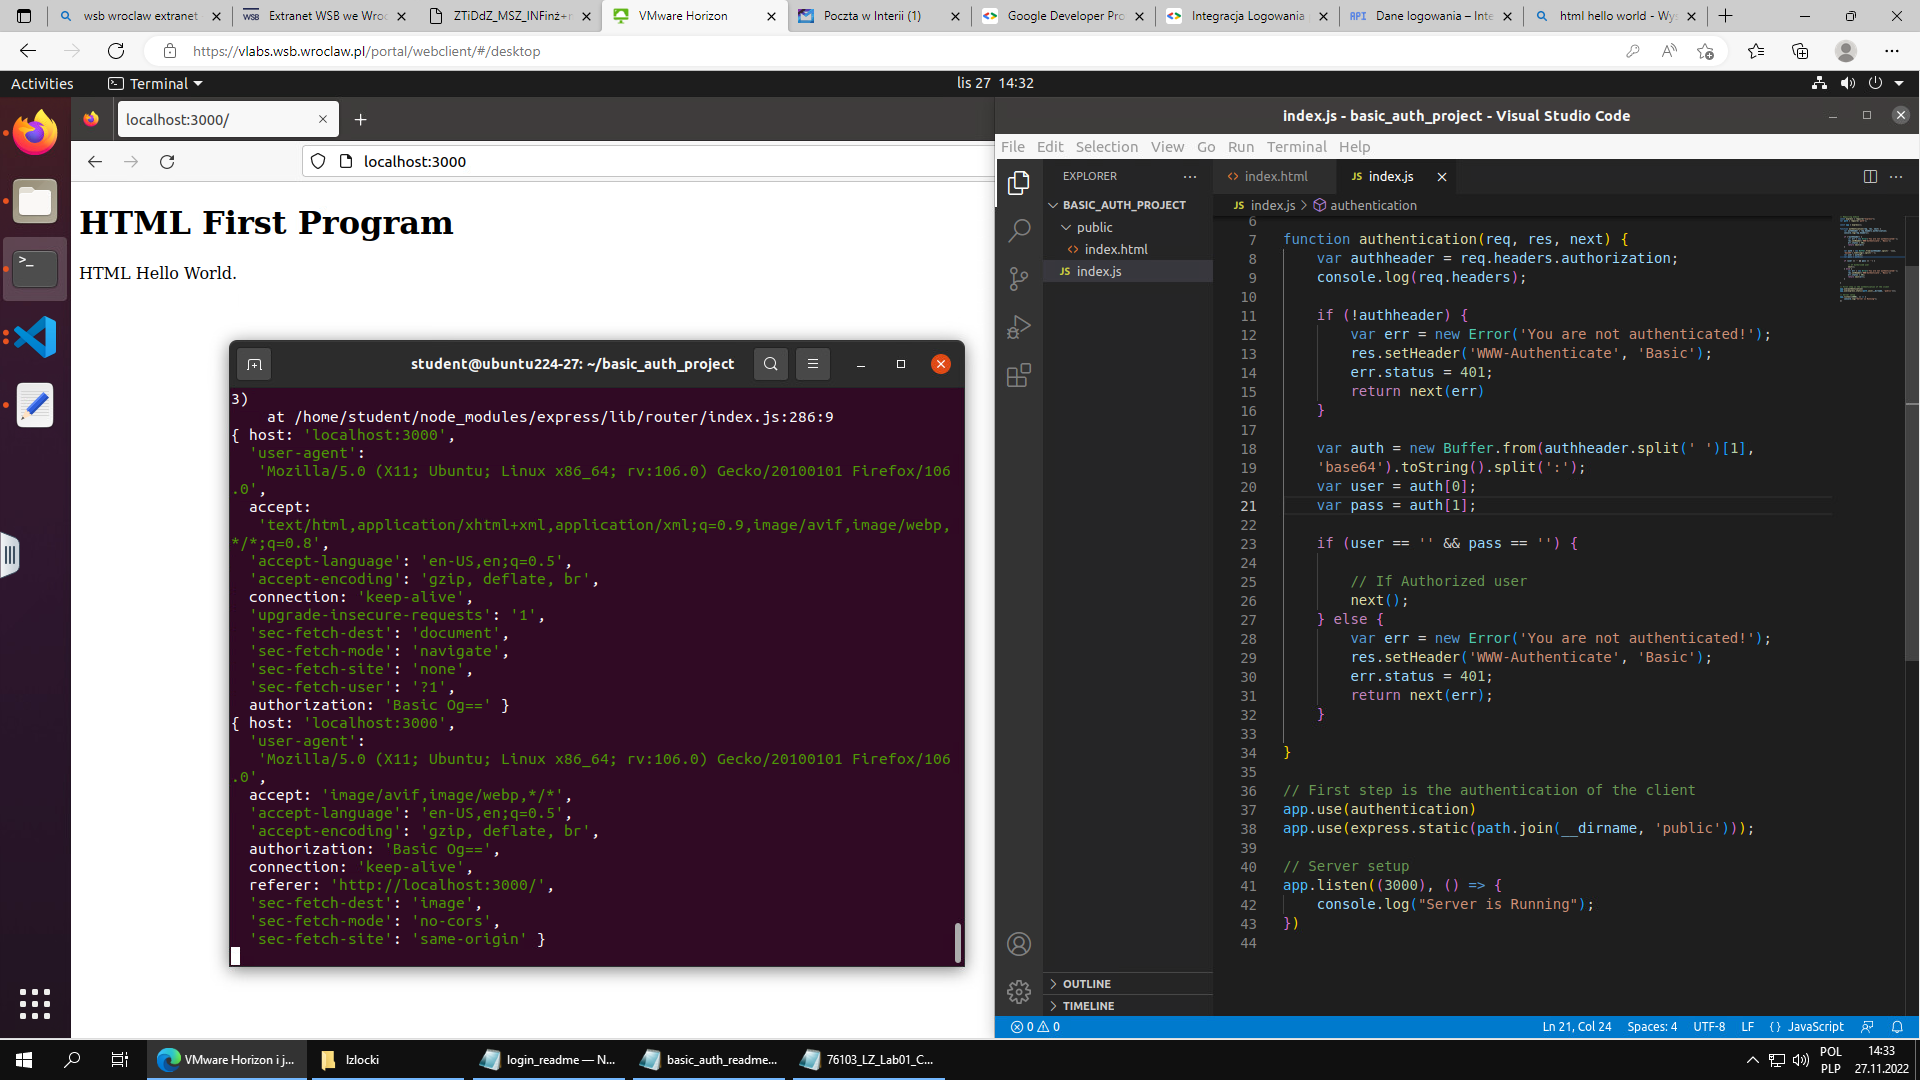 wsb wroclaw extranet
Extranet WSB we Wroc
ZTiDdZ_MSZ_INFinż+
VMware Horizon
Poczta w Interii (1)
Google Developer Pro
Integracja Logowania
API
Dane logowania – Inte
html hello world - Wys
https://vlabs.wsb.wroclaw.pl/portal/webclient/#/desktop
Activities
Terminal
lis 27 14:32
localhost:3000/
localhost:3000
HTML First Program
HTML Hello World.
student@ubuntu224-27: ~/basic_auth_project
3)
    at /home/student/node_modules/express/lib/router/index.js:286:9
{ host: 'localhost:3000',
  'user-agent':
   'Mozilla/5.0 (X11; Ubuntu; Linux x86_64; rv:106.0) Gecko/20100101 Firefox/106
.0',
  accept:
   'text/html,application/xhtml+xml,application/xml;q=0.9,image/avif,image/webp,
*/*;q=0.8',
  'accept-language': 'en-US,en;q=0.5',
  'accept-encoding': 'gzip, deflate, br',
  connection: 'keep-alive',
  'upgrade-insecure-requests': '1',
  'sec-fetch-dest': 'document',
  'sec-fetch-mode': 'navigate',
  'sec-fetch-site': 'none',
  'sec-fetch-user': '?1',
  authorization: 'Basic Og==' }
{ host: 'localhost:3000',
  'user-agent':
   'Mozilla/5.0 (X11; Ubuntu; Linux x86_64; rv:106.0) Gecko/20100101 Firefox/106
.0',
  accept: 'image/avif,image/webp,*/*',
  'accept-language': 'en-US,en;q=0.5',
  'accept-encoding': 'gzip, deflate, br',
  authorization: 'Basic Og==',
  connection: 'keep-alive',
  referer: 'http://localhost:3000/',
  'sec-fetch-dest': 'image',
  'sec-fetch-mode': 'no-cors',
  'sec-fetch-site': 'same-origin' }
index.js - basic_auth_project - Visual Studio Code
File Edit Selection View Go Run Terminal Help
EXPLORER
BASIC_AUTH_PROJECT
public
index.html
JS index.js
index.html
JS index.js
JS index.js > authentication
6
7 function authentication(req, res, next) {
8     var authheader = req.headers.authorization;
9     console.log(req.headers);
10
11     if (!authheader) {
12         var err = new Error('You are not authenticated!');
13         res.setHeader('WWW-Authenticate', 'Basic');
14         err.status = 401;
15         return next(err)
16     }
17
18     var auth = new Buffer.from(authheader.split(' ')[1],
19     'base64').toString().split(':');
20     var user = auth[0];
21     var pass = auth[1];
22
23     if (user == '' && pass == '') {
24
25         // If Authorized user
26         next();
27     } else {
28         var err = new Error('You are not authenticated!');
29         res.setHeader('WWW-Authenticate', 'Basic');
30         err.status = 401;
31         return next(err);
32     }
33
34 }
35
36 // First step is the authentication of the client
37 app.use(authentication)
38 app.use(express.static(path.join(__dirname, 'public')));
39
40 // Server setup
41 app.listen((3000), () => {
42     console.log("Server is Running");
43 })
44
OUTLINE
TIMELINE
0 0
Ln 21, Col 24 Spaces: 4 UTF-8 LF {} JavaScript
VMware Horizon i j...
Izlocki
login_readme — N...
basic_auth_readme...
76103_LZ_Lab01_C...
POL
PLP
14:33
27.11.2022